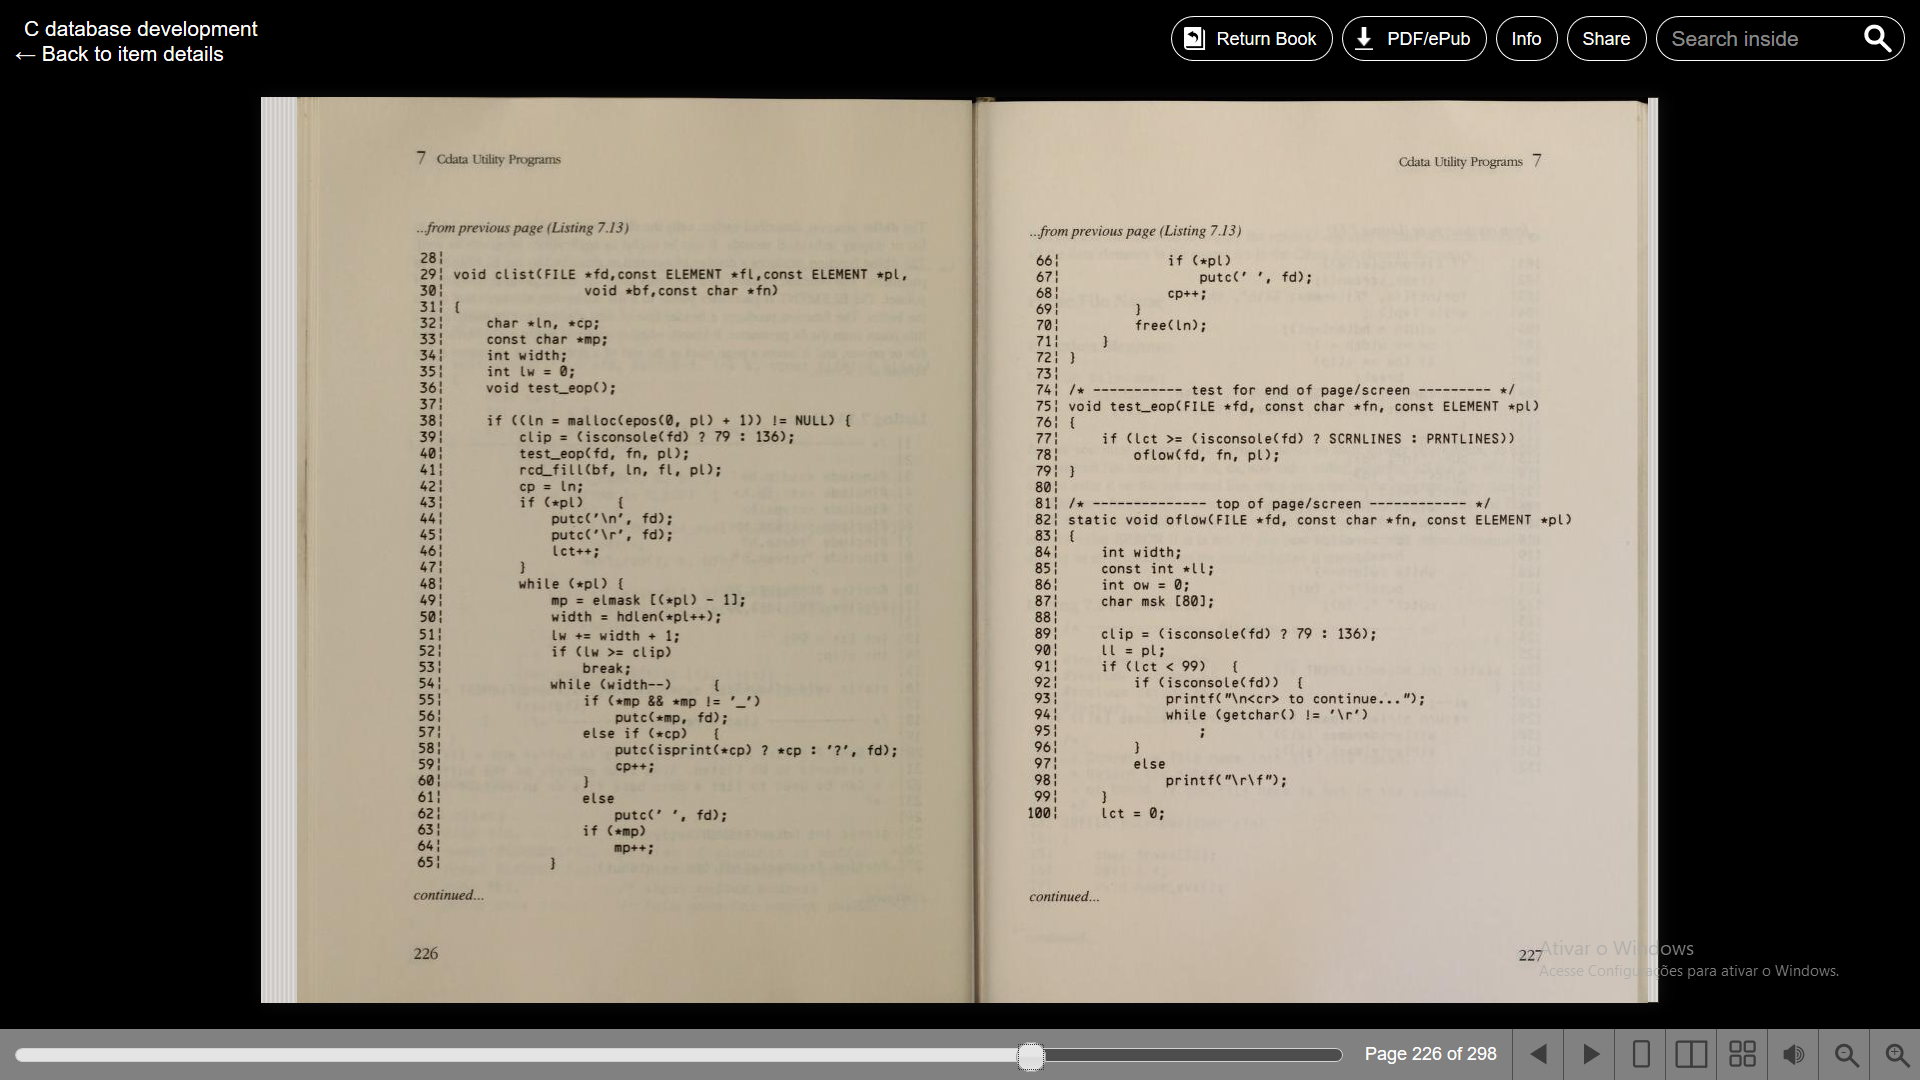 C database development
← Back to item details
Return Book
PDF/ePub
Info
Share
Search inside
7 Cdata Utility Programs
...from previous page (Listing 7.13)
28¦
29¦ void clist(FILE *fd,const ELEMENT *fl,const ELEMENT *pl,
30¦                 void *bf,const char *fn)
31¦ {
32¦     char *ln, *cp;
33¦     const char *mp;
34¦     int width;
35¦     int lw = 0;
36¦     void test_eop();
37¦
38¦     if ((ln = malloc(epos(0, pl) + 1)) != NULL) {
39¦         clip = (isconsole(fd) ? 79 : 136);
40¦         test_eop(fd, fn, pl);
41¦         rcd_fill(bf, ln, fl, pl);
42¦         cp = ln;
43¦         if (*pl)    {
44¦             putc('\n', fd);
45¦             putc('\r', fd);
46¦             lct++;
47¦         }
48¦         while (*pl) {
49¦             mp = elmask [(*pl) - 1];
50¦             width = hdlen(*pl++);
51¦             lw += width + 1;
52¦             if (lw >= clip)
53¦                 break;
54¦             while (width--)     {
55¦                 if (*mp && *mp != '_')
56¦                     putc(*mp, fd);
57¦                 else if (*cp)   {
58¦                     putc(isprint(*cp) ? *cp : '?', fd);
59¦                     cp++;
60¦                 }
61¦                 else
62¦                     putc(' ', fd);
63¦                 if (*mp)
64¦                     mp++;
65¦             }
continued...
226
Cdata Utility Programs 7
...from previous page (Listing 7.13)
66¦             if (*pl)
67¦                 putc(' ', fd);
68¦             cp++;
69¦         }
70¦         free(ln);
71¦     }
72¦ }
73¦
74¦ /* ----------- test for end of page/screen --------- */
75¦ void test_eop(FILE *fd, const char *fn, const ELEMENT *pl)
76¦ {
77¦     if (lct >= (isconsole(fd) ? SCRNLINES : PRNTLINES))
78¦         oflow(fd, fn, pl);
79¦ }
80¦
81¦ /* -------------- top of page/screen ------------ */
82¦ static void oflow(FILE *fd, const char *fn, const ELEMENT *pl)
83¦ {
84¦     int width;
85¦     const int *ll;
86¦     int ow = 0;
87¦     char msk [80];
88¦
89¦     clip = (isconsole(fd) ? 79 : 136);
90¦     ll = pl;
91¦     if (lct < 99)   {
92¦         if (isconsole(fd))  {
93¦             printf("\n<cr> to continue...");
94¦             while (getchar() != '\r')
95¦                 ;
96¦         }
97¦         else
98¦             printf("\r\f");
99¦     }
100¦     lct = 0;
continued...
227
Ativar o Windows
Acesse Configurações para ativar o Windows.
Page 226 of 298